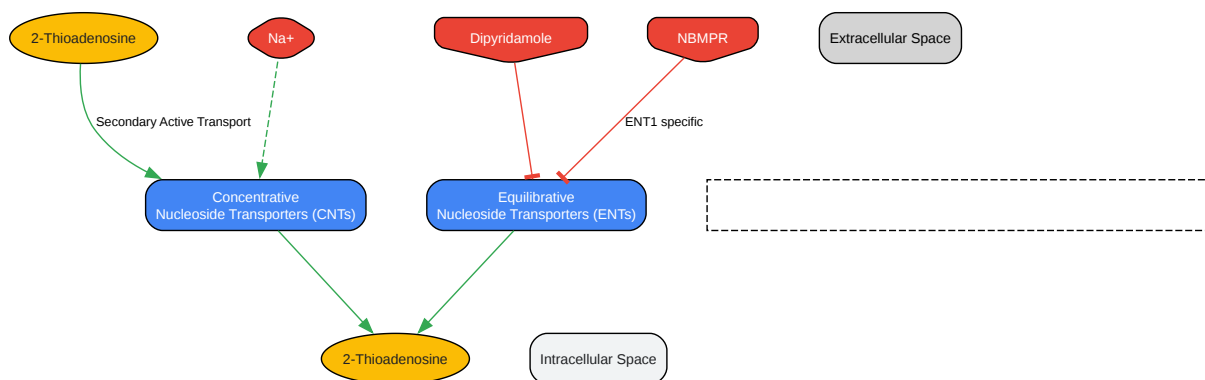 2-Thioadenosine
Na+
Dipyridamole
NBMPR
Extracellular Space
Secondary Active Transport
ENT1 specific
Concentrative
Nucleoside Transporters (CNTs)
Equilibrative
Nucleoside Transporters (ENTs)
2-Thioadenosine
Intracellular Space